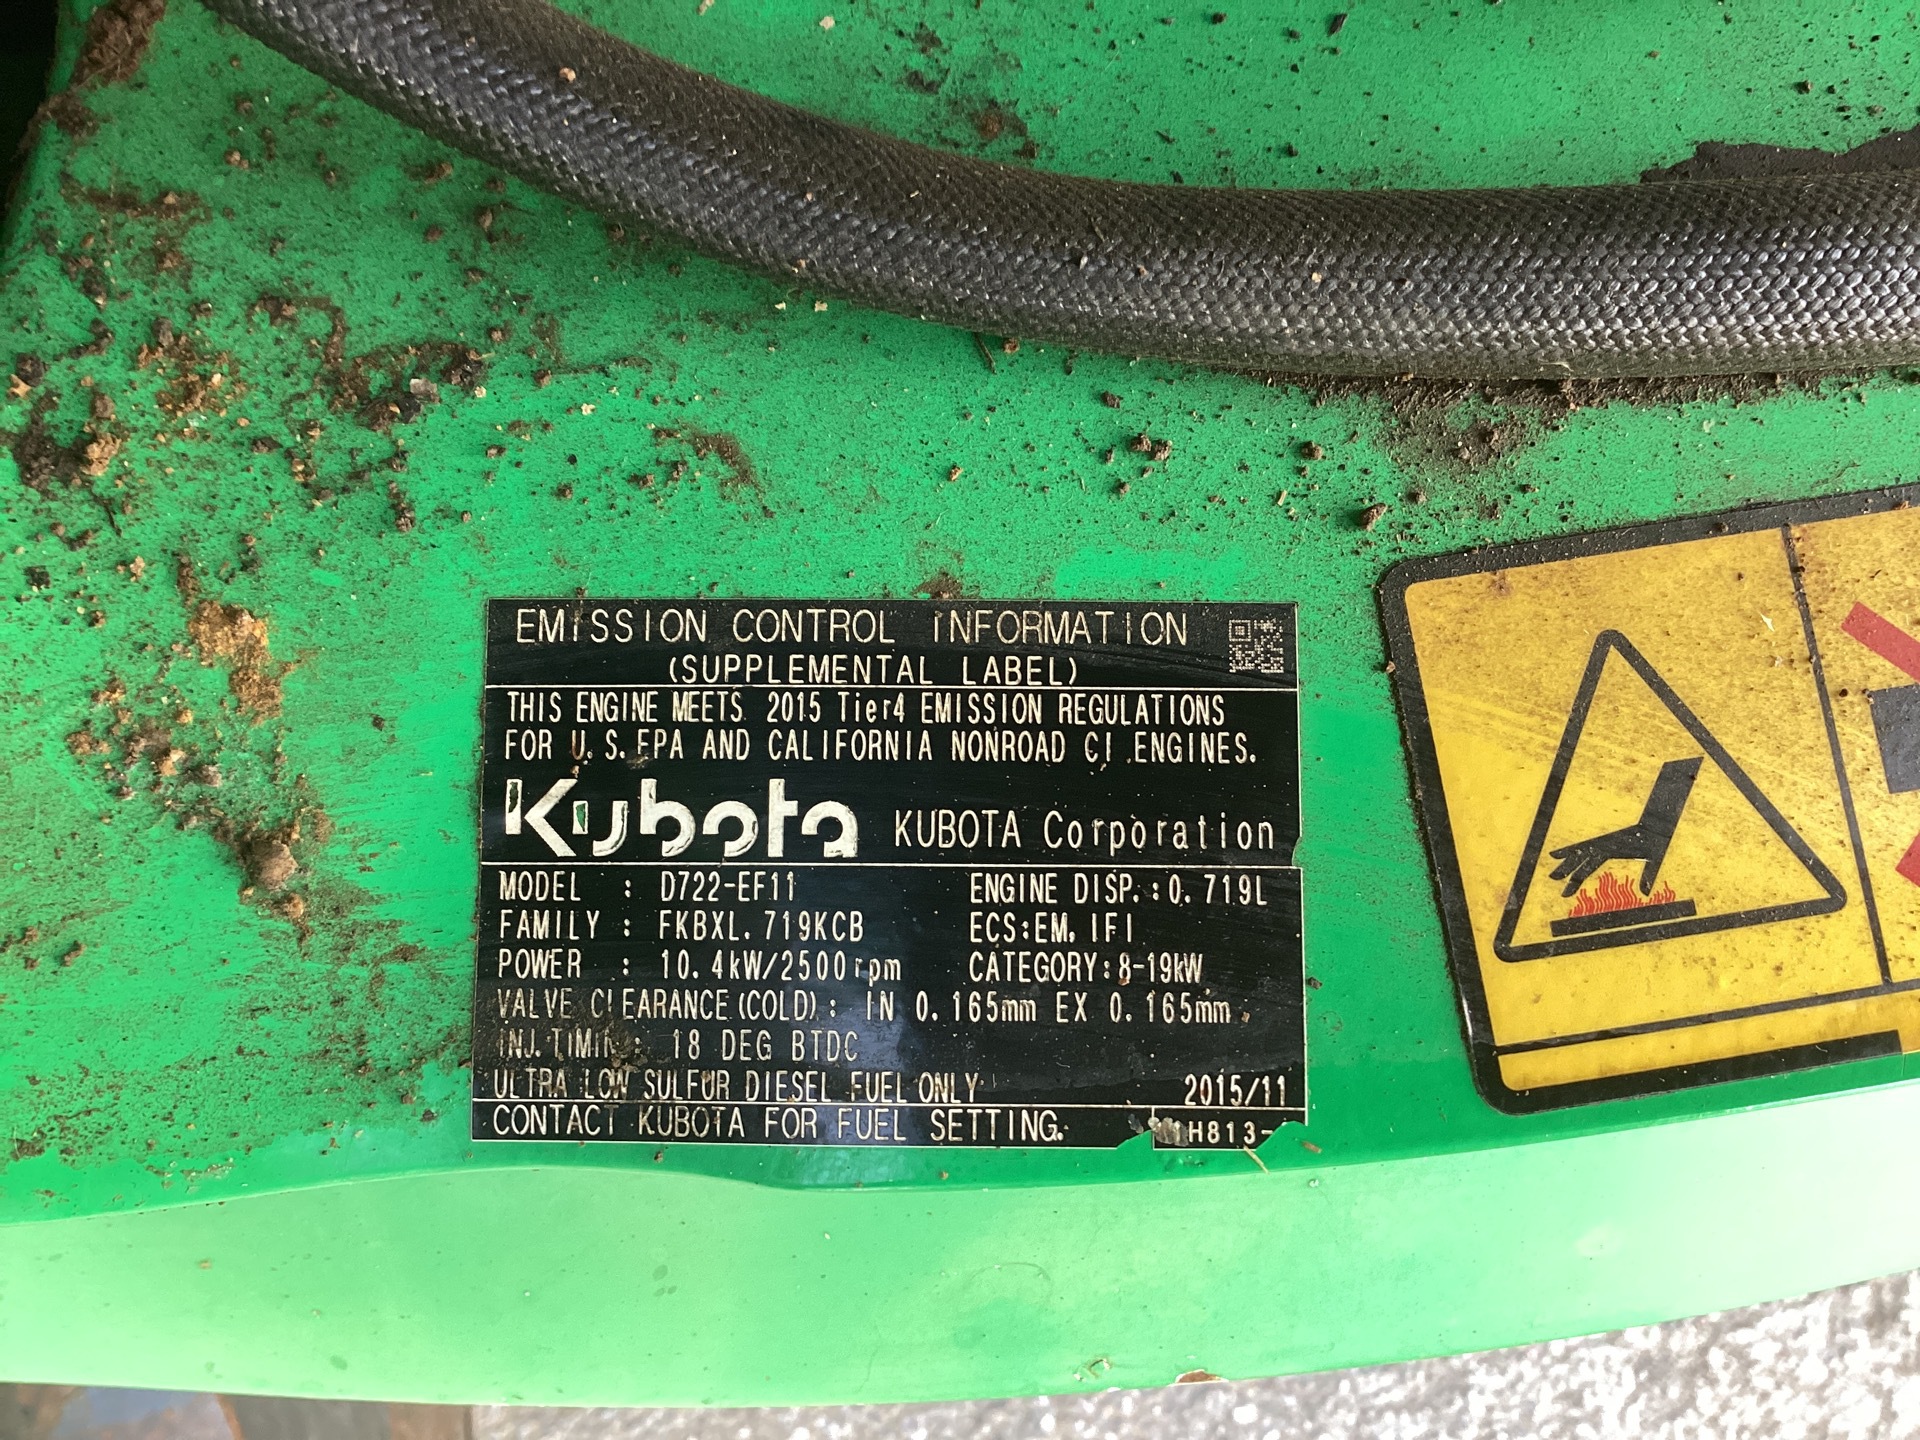 EMISSION CONTROL INFORMATION
(SUPPLEMENTAL LABEL)
THIS ENGINE MEETS 2015 Tier4 EMISSION REGULATIONS
FOR U.S.EPA AND CALIFORNIA NONROAD CI ENGINES.
Kubota KUBOTA Corporation
MODEL : D722-EF11 ENGINE DISP.:0.719L
FAMILY : FKBXL.719KCB ECS:EM,IFI
POWER : 10.4kW/2500rpm CATEGORY:8-19kW
VALVE CLEARANCE(COLD): IN 0.165mm EX 0.165mm
INJ.TIMING: 18 DEG BTDC
ULTRA LOW SULFUR DIESEL FUEL ONLY 2015/11
CONTACT KUBOTA FOR FUEL SETTING.
1H813-